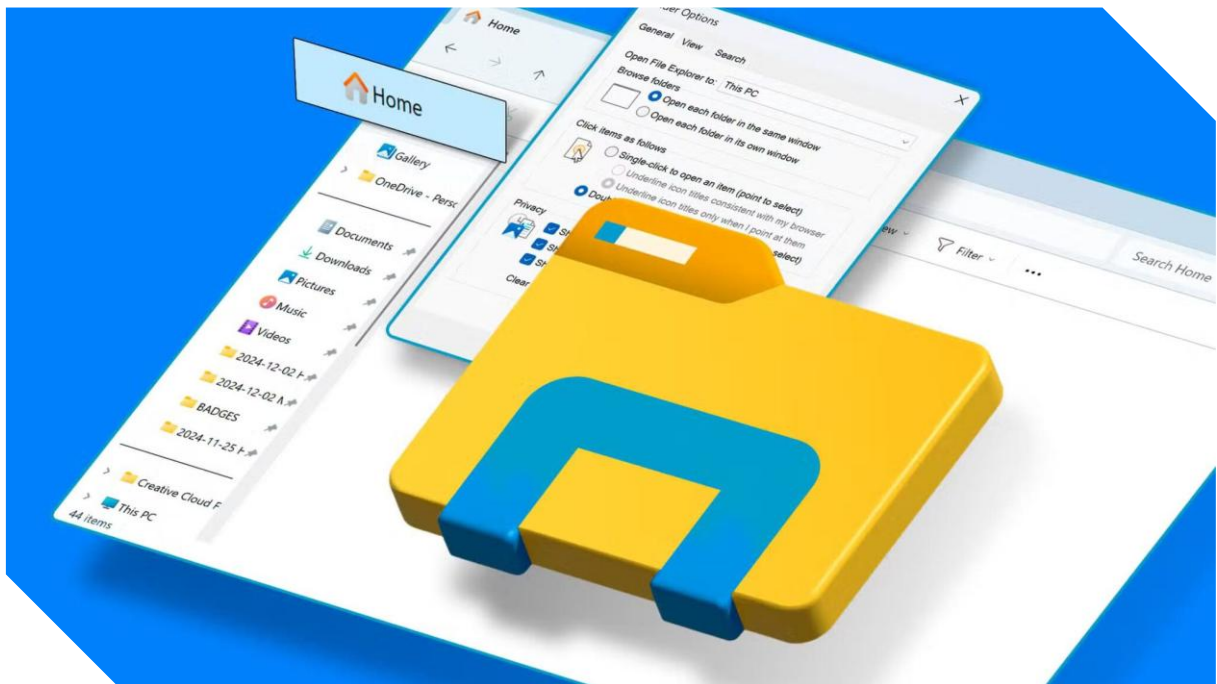 Home
Home
Gallery
OneDrive - Persc
Documents
Downloads
Pictures
Music
Videos
2024-12-02 H
2024-12-02 M
BADGES
2024-11-25 H
Creative Cloud F
This PC
44 items
Options
General View Search
Open File Explorer to: This PC
Browse folders
Open each folder in the same window
Open each folder in its own window
Click items as follows
Single-click to open an item (point to select)
Underline icon titles consistent with my browser
Underline icon titles only when I point at them
select)
Privacy
Clear
Filter
Search Home